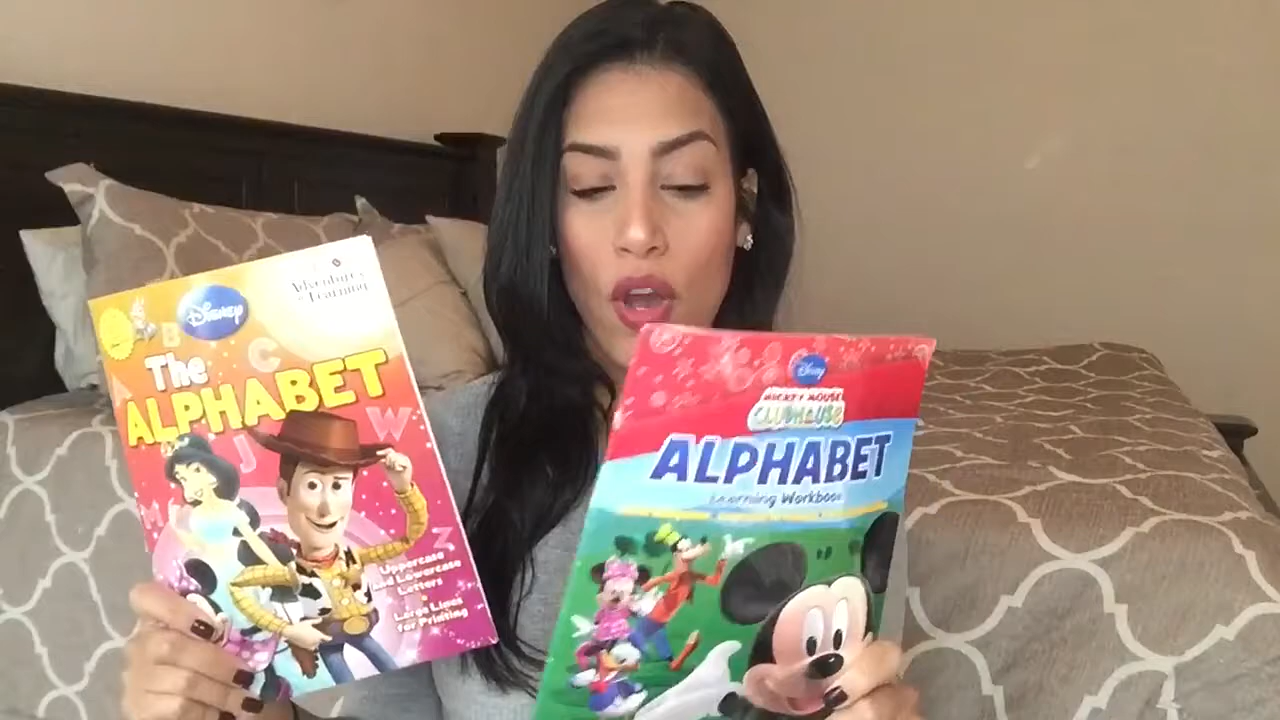 Disney
Adventures
in Learning
The
ALPHABET
B
C
A
J
W
M
Z
Uppercase
and Lowercase
Letters
Large Lines
for Printing
Disney
MICKEY MOUSE
CLUBHOUSE
ALPHABET
Learning Workbook